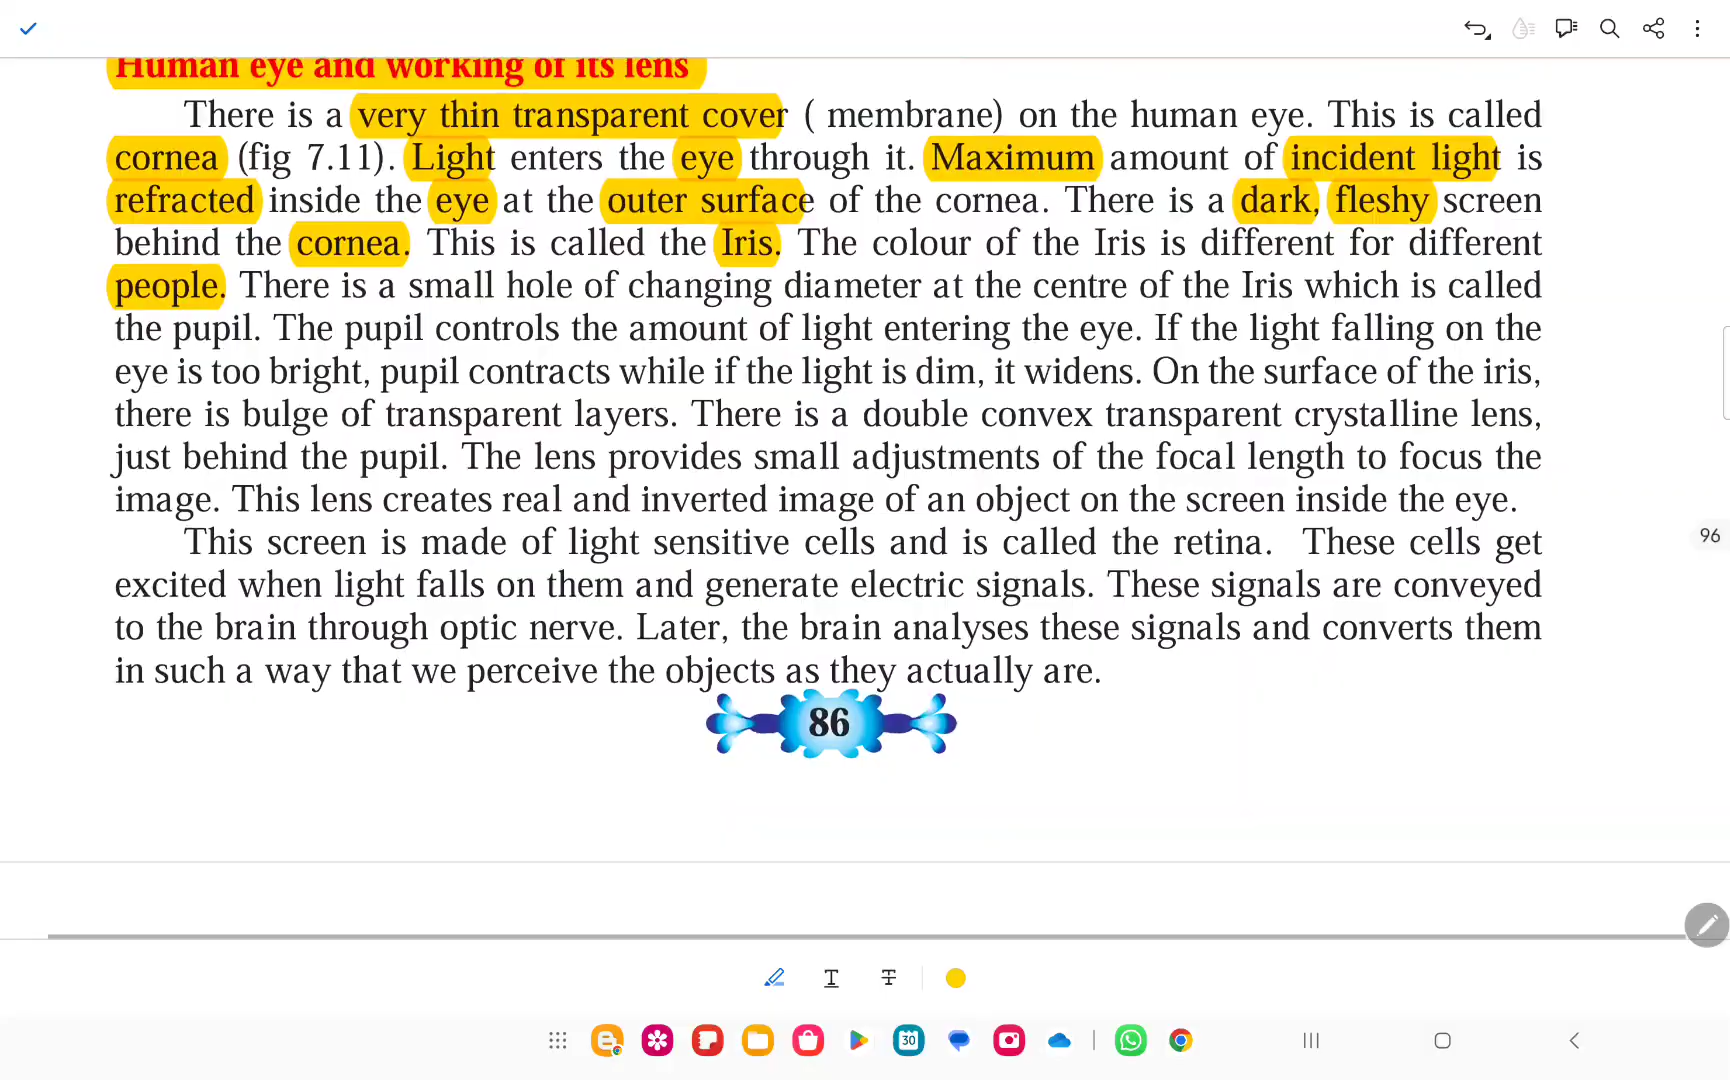 Human eye and working of its lens
There is a very thin transparent cover ( membrane) on the human eye. This is called
cornea (fig 7.11). Light enters the eye through it. Maximum amount of incident light is
refracted inside the eye at the outer surface of the cornea. There is a dark, fleshy screen
behind the cornea. This is called the Iris. The colour of the Iris is different for different
people. There is a small hole of changing diameter at the centre of the Iris which is called
the pupil. The pupil controls the amount of light entering the eye. If the light falling on the
eye is too bright, pupil contracts while if the light is dim, it widens. On the surface of the iris,
there is bulge of transparent layers. There is a double convex transparent crystalline lens,
just behind the pupil. The lens provides small adjustments of the focal length to focus the
image. This lens creates real and inverted image of an object on the screen inside the eye.
This screen is made of light sensitive cells and is called the retina. These cells get
excited when light falls on them and generate electric signals. These signals are conveyed
to the brain through optic nerve. Later, the brain analyses these signals and converts them
in such a way that we perceive the objects as they actually are.
86
96
30